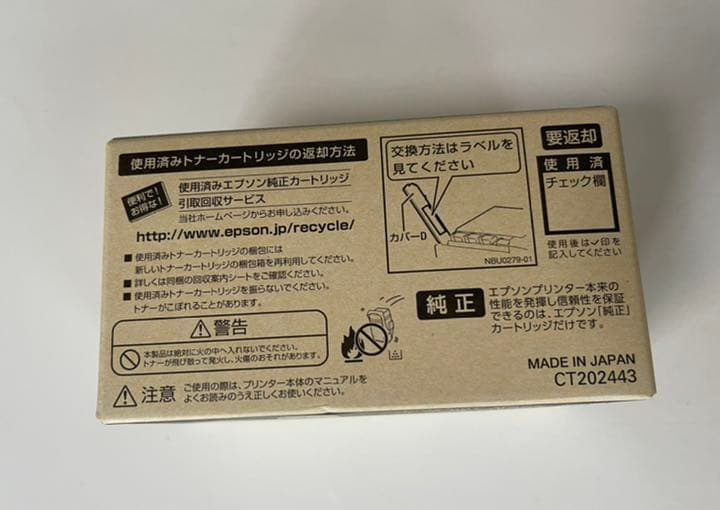 使用済みトナーカートリッジの返却方法
便利で!
お得な!
使用済みエプソン純正カートリッジ
引取回収サービス
当社ホームページからお申し込みください。
http://www.epson.jp/recycle/
■使用済みトナーカートリッジの梱包には
新しいトナーカートリッジの梱包箱を再利用してください。
■詳しくは同梱の回収案内シートをご確認ください。
■使用済みトナーカートリッジを振らないでください。
トナーがこぼれることがあります。
警告
本製品は絶対に火の中へ入れないでください。
トナーが飛び散って発火し、火傷のおそれがあります。
注意
ご使用の際は、プリンター本体のマニュアルを
よくお読みのうえ正しくお使いください。
交換方法はラベルを
見てください
カバーD
NBU0279-01
要返却
使用済
チェック欄
使用後は✓印を
記入してください
純正
エプソンプリンター本来の
性能を発揮し信頼性を保証
できるのは、エプソン「純正」
カートリッジだけです。
MADE IN JAPAN
CT202443